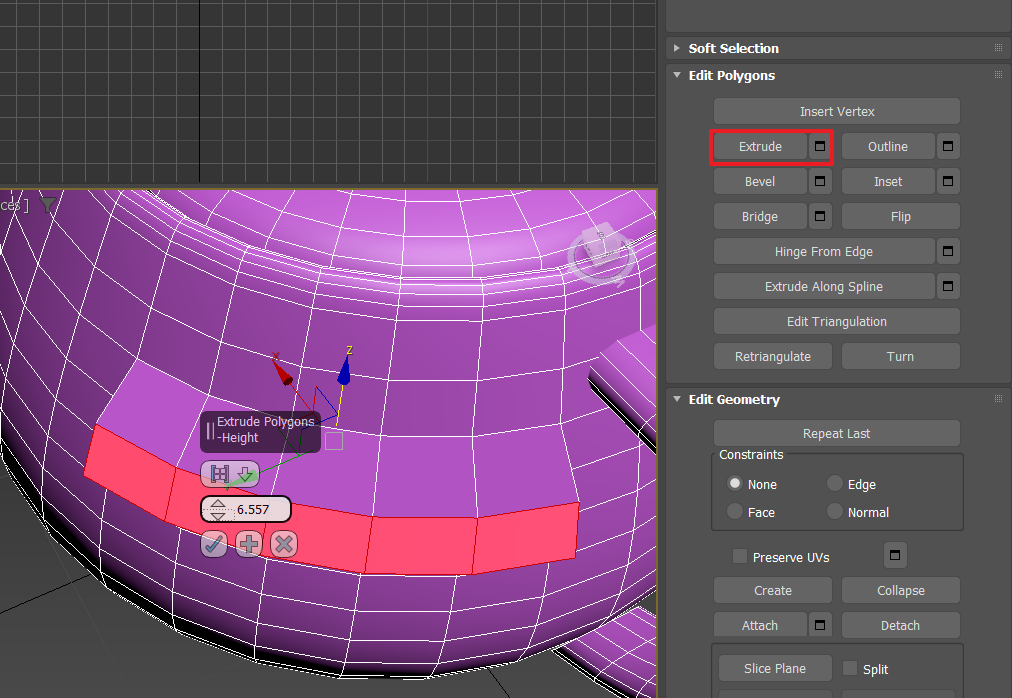 Soft Selection
Edit Polygons
Insert Vertex
Extrude
Outline
Bevel
Inset
Bridge
Flip
Hinge From Edge
Extrude Along Spline
Edit Triangulation
Retriangulate
Turn
Edit Geometry
Repeat Last
Constraints
None
Edge
Face
Normal
Preserve UVs
Create
Collapse
Attach
Detach
Slice Plane
Split
ces ]
x
z
Extrude Polygons
-Height
6.557